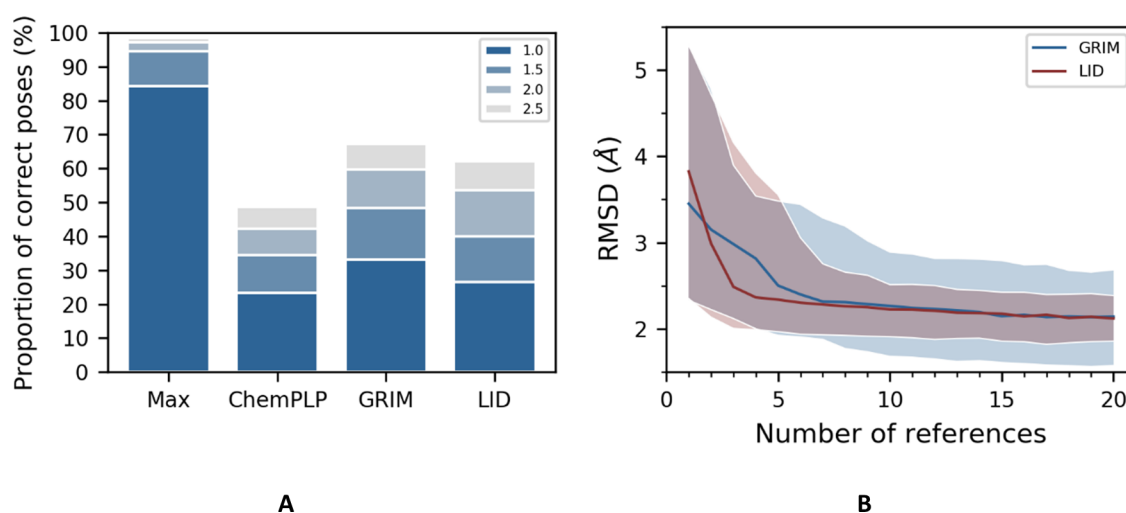 Proportion of correct poses (%)
100
90
80
70
60
50
40
30
20
10
0
Max
ChemPLP
GRIM
LID
1.0
1.5
2.0
2.5
A
RMSD (Å)
5
4
3
2
0
5
10
15
20
Number of references
GRIM
LID
B